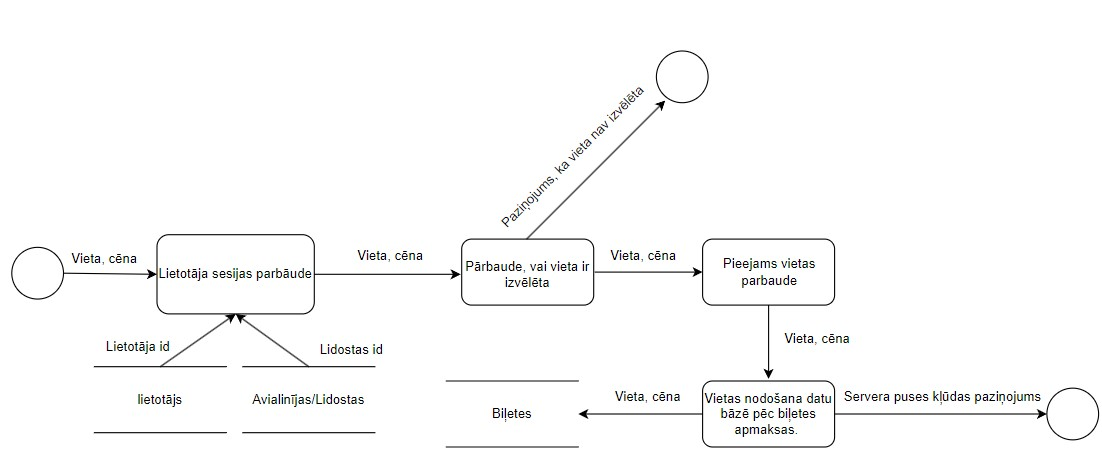 Paziņojums, ka vieta nav izvēlēta
Vieta, cēna
Lietotāja sesijas parbāude
Vieta, cēna
Pārbaude, vai vieta ir
izvēlēta
Vieta, cēna
Pieejams vietas
parbaude
Lietotāja id
Lidostas id
Vieta, cēna
lietotājs
Avialinījas/Lidostas
Biļetes
Vieta, cēna
Vietas nodošana datu
bāzē pēc biļetes
apmaksas.
Servera puses kļūdas paziņojums